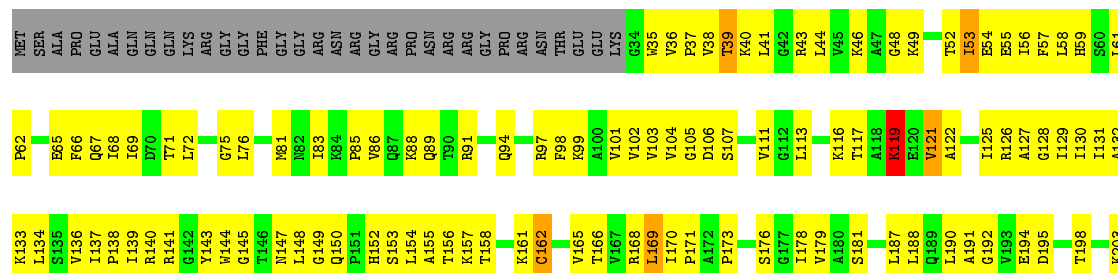 MET SER ALA PRO GLU ALA GLN GLN GLN LYS ARG GLY GLY PHE GLY GLY ARG ASN ARG GLY ARG PRO ASN ARG ARG GLY PRO ARG ARG ASN THR GLU GLU LYS G34 W35 V36 P37 V38 T39 K40 L41 G42 R43 L44 V45 K46 A47 G48 K49 T52 I53 E54 E55 I56 F57 L58 H59 S60 L61
P62 E65 F66 Q67 I68 I69 D70 T71 L72 G75 L76 M81 N82 I83 K84 P85 V86 Q87 K88 Q89 T90 R91 Q94 R97 F98 K99 A100 V101 V102 V103 V104 G105 D106 S107 V111 G112 L113 K116 T117 A118 K119 E120 V121 A122 I125 R126 A127 G128 I129 I130 I131 A132
K133 L134 S135 V136 I137 P138 I139 R140 R141 G142 Y143 W144 G145 T146 N147 L148 G149 Q150 P151 H152 S153 L154 A155 T156 K157 T158 K161 C162 V165 T166 V167 R168 L169 I170 P171 A172 P173 S176 G177 I178 V179 A180 S181 L187 L188 Q189 L190 A191 G192 V193 E194 D195 T198 K203